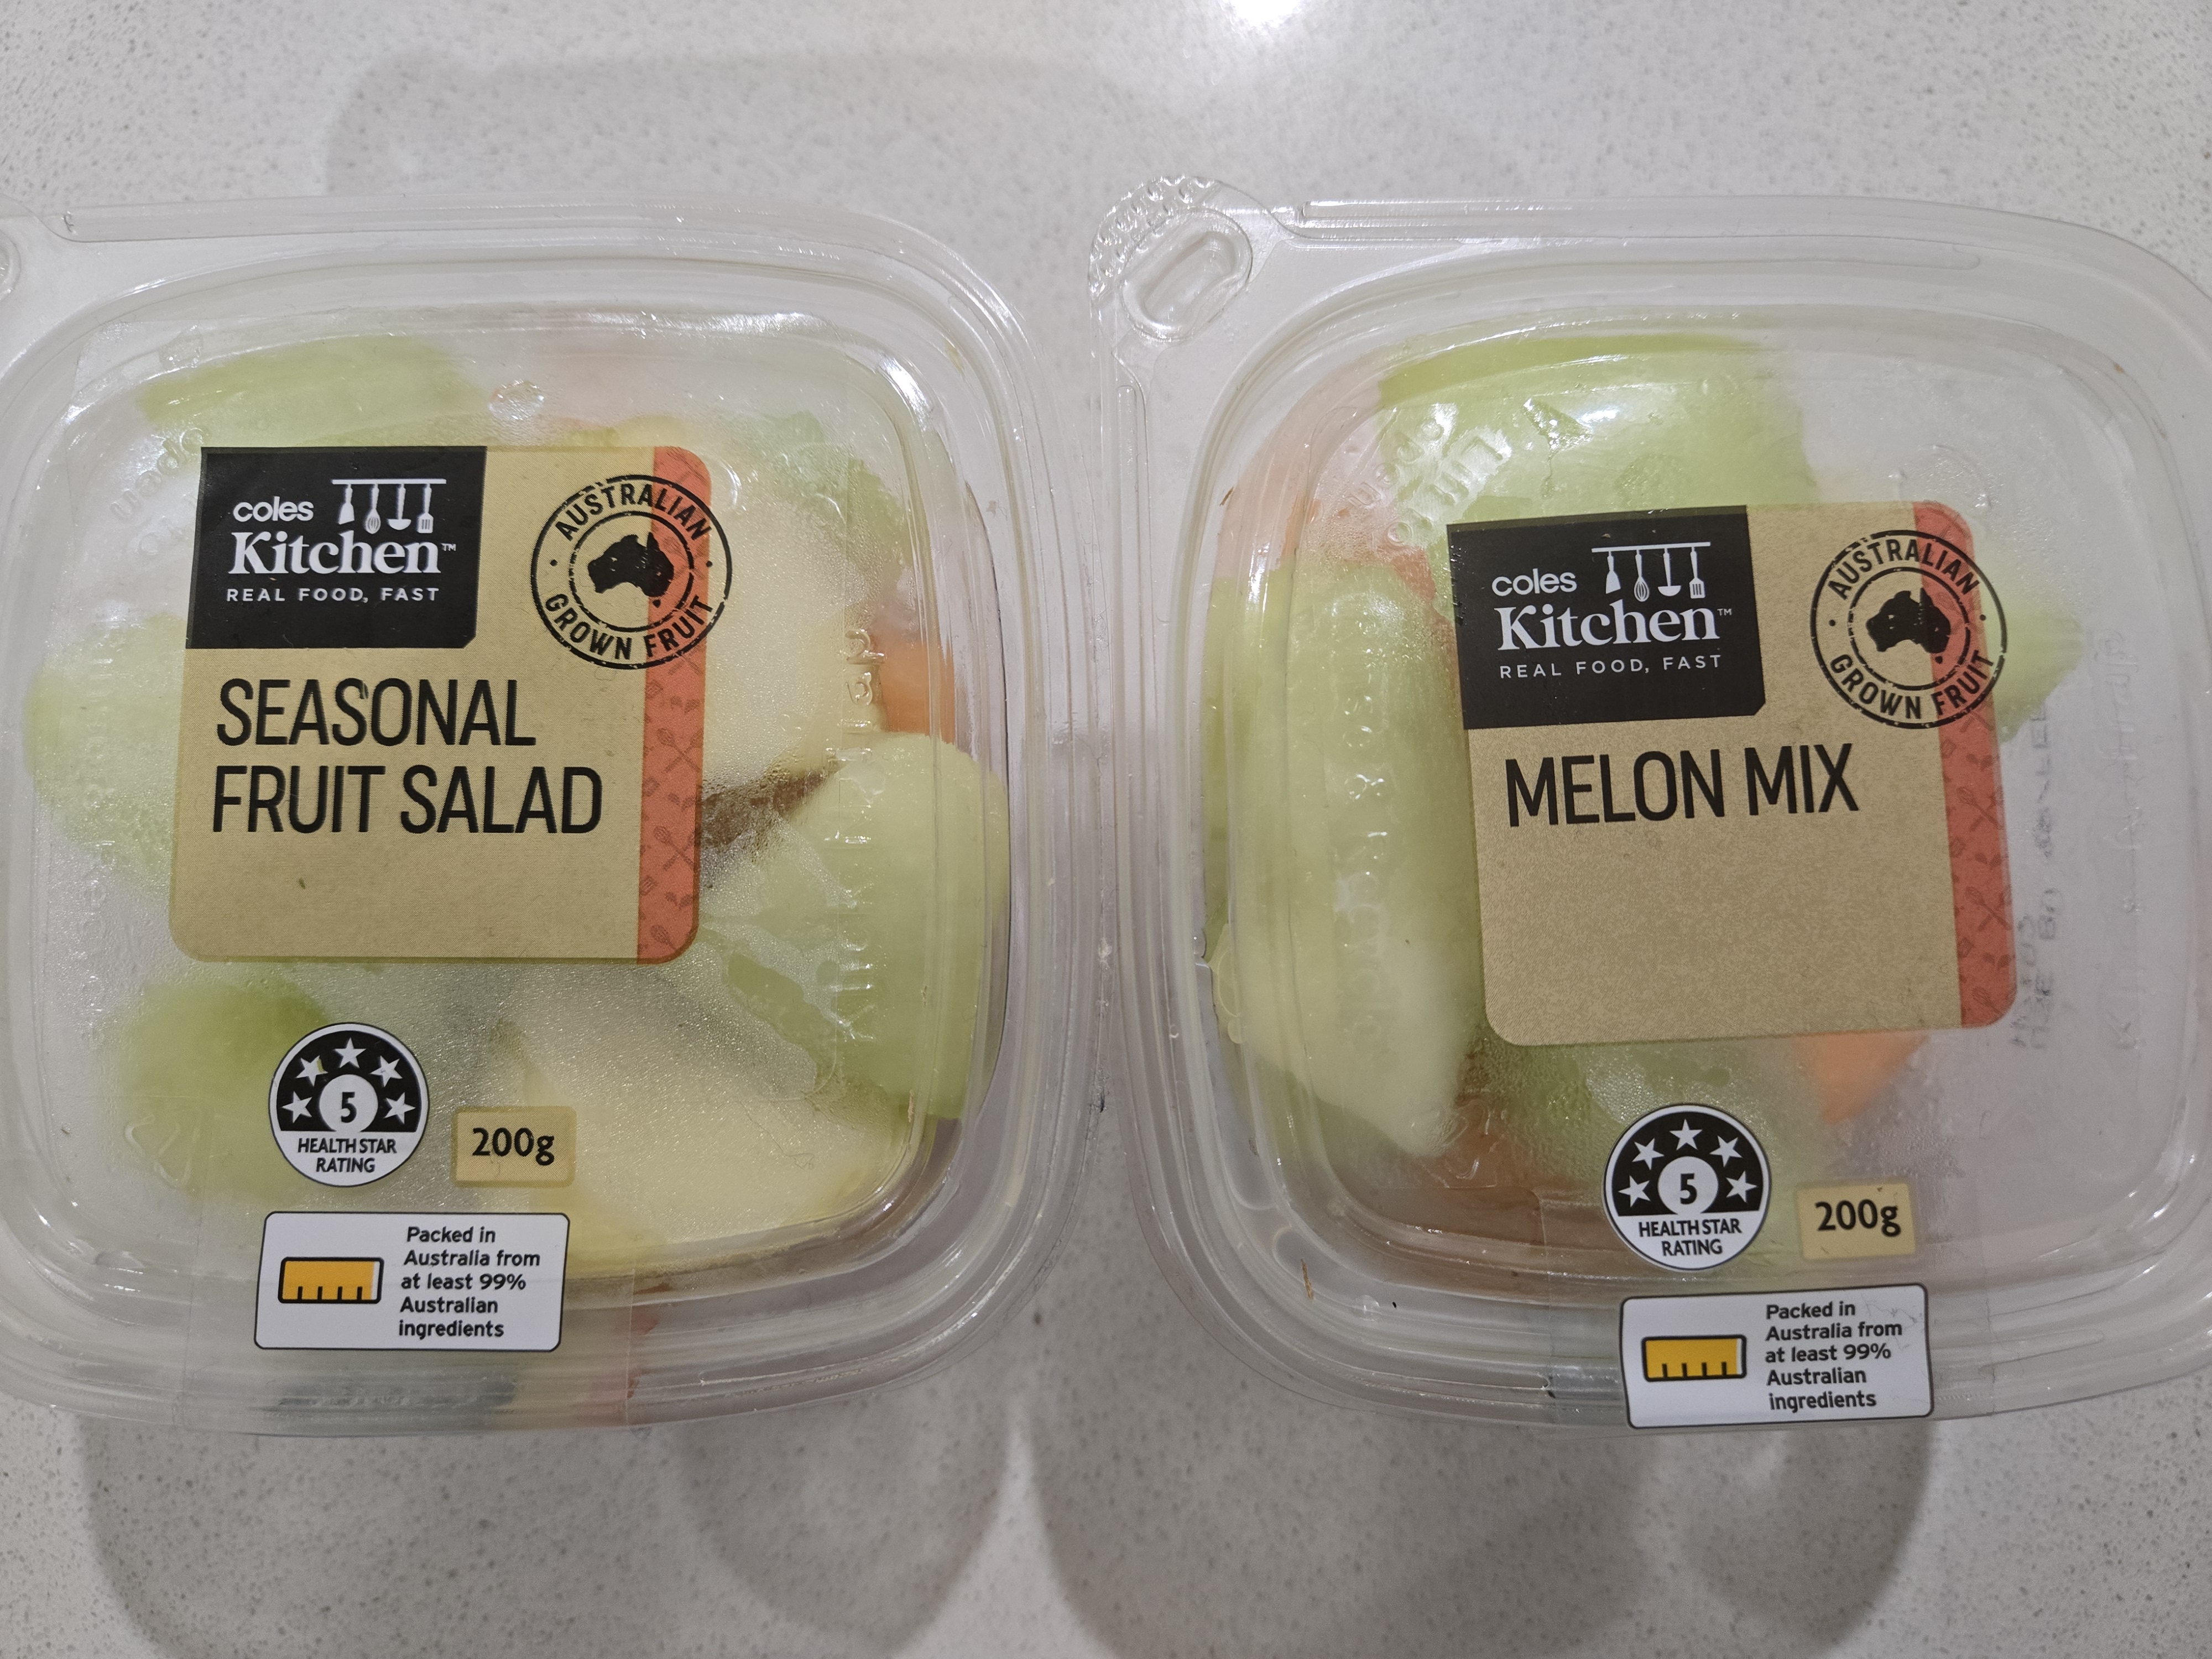 coles
Kitchen™
REAL FOOD, FAST
AUSTRALIAN
GROWN FRUIT
SEASONAL
FRUIT SALAD
5
HEALTH STAR
RATING
200g
Packed in
Australia from
at least 99%
Australian
ingredients
coles
Kitchen™
REAL FOOD, FAST
AUSTRALIAN
GROWN FRUIT
MELON MIX
5
HEALTH STAR
RATING
200g
Packed in
Australia from
at least 99%
Australian
ingredients